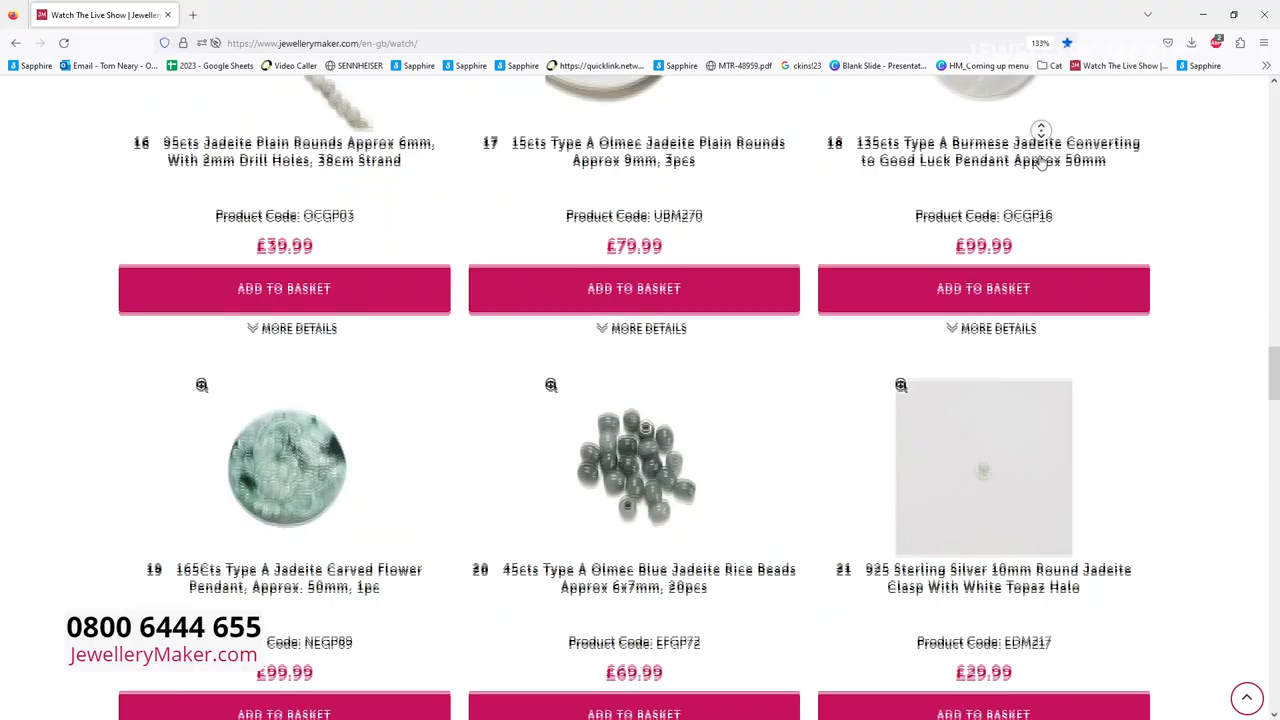 Watch The Live Show | Jeweller
https://www.jewellerymaker.com/en-gb/watch/
133%
2
Sapphire
Email - Tom Neary - O...
2023 - Google Sheets
Video Caller
SENNHEISER
Sapphire
Sapphire
Sapphire
https://quicklink.netw...
Sapphire
MTR-48959.pdf
ckinsl23
Blank Slide - Presentat...
HM_Coming up menu
Cat
Watch The Live Show |...
Sapphire
16 95cts Jadeite Plain Rounds Approx 6mm,
With 2mm Drill Holes, 38cm Strand
Product Code: OCGP03
£39.99
ADD TO BASKET
MORE DETAILS
17 15cts Type A Olmec Jadeite Plain Rounds
Approx 9mm, 3pcs
Product Code: UBM270
£79.99
ADD TO BASKET
MORE DETAILS
18 135cts Type A Burmese Jadeite Converting
to Good Luck Pendant Approx 50mm
Product Code: OCGP16
£99.99
ADD TO BASKET
MORE DETAILS
19 165Cts Type A Jadeite Carved Flower
Pendant, Approx. 50mm, 1pc
Code: NEGP89
£99.99
ADD TO BASKET
20 45cts Type A Olmec Blue Jadeite Rice Beads
Approx 6x7mm, 20pcs
Product Code: EFGP72
£69.99
ADD TO BASKET
21 925 Sterling Silver 10mm Round Jadeite
Clasp With White Topaz Halo
Product Code: EDM217
£29.99
ADD TO BASKET
0800 6444 655
JewelleryMaker.com